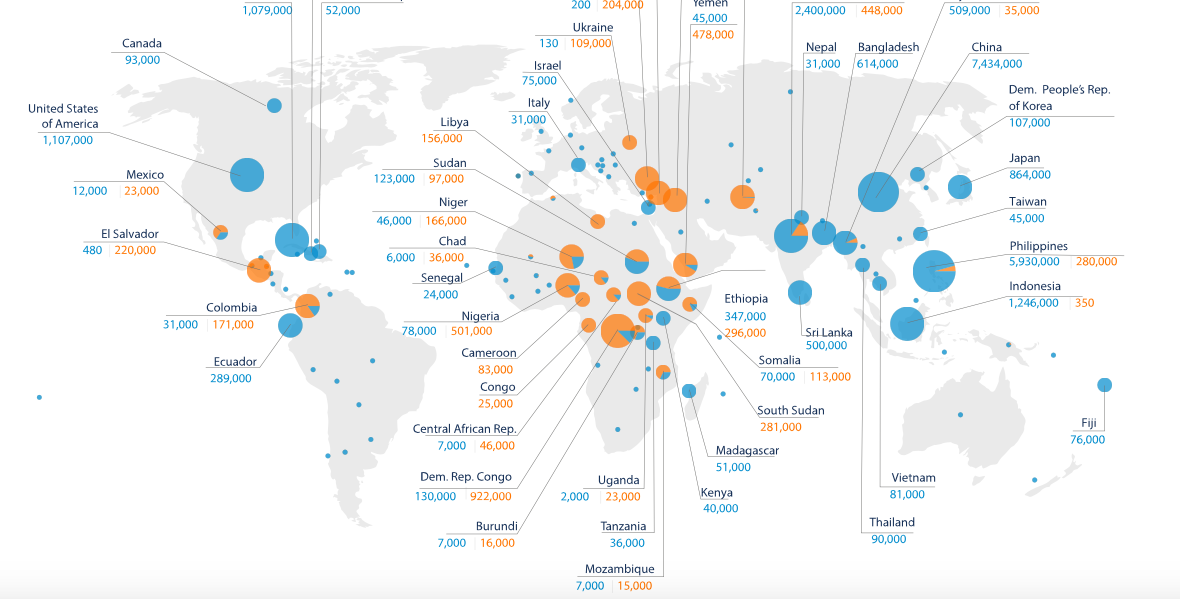 1,079,000
52,000
200 204,000
Yemen
45,000
478,000
2,400,000 448,000
509,000 35,000
Canada
93,000
Ukraine
130 109,000
Israel
75,000
Italy
31,000
Nepal
31,000
Bangladesh
614,000
China
7,434,000
Dem. People's Rep.
of Korea
107,000
United States
of America
1,107,000
Libya
156,000
Sudan
123,000 97,000
Japan
864,000
Mexico
12,000 23,000
Niger
46,000 166,000
Taiwan
45,000
El Salvador
480 220,000
Chad
6,000 36,000
Philippines
5,930,000 280,000
Senegal
24,000
Indonesia
1,246,000 350
Colombia
31,000 171,000
Nigeria
78,000 501,000
Ethiopia
347,000
296,000
Sri Lanka
500,000
Ecuador
289,000
Cameroon
83,000
Somalia
70,000 113,000
Congo
25,000
South Sudan
281,000
Fiji
76,000
Central African Rep.
7,000 46,000
Madagascar
51,000
Dem. Rep. Congo
130,000 922,000
Uganda
2,000 23,000
Kenya
40,000
Vietnam
81,000
Burundi
7,000 16,000
Tanzania
36,000
Thailand
90,000
Mozambique
7,000 15,000